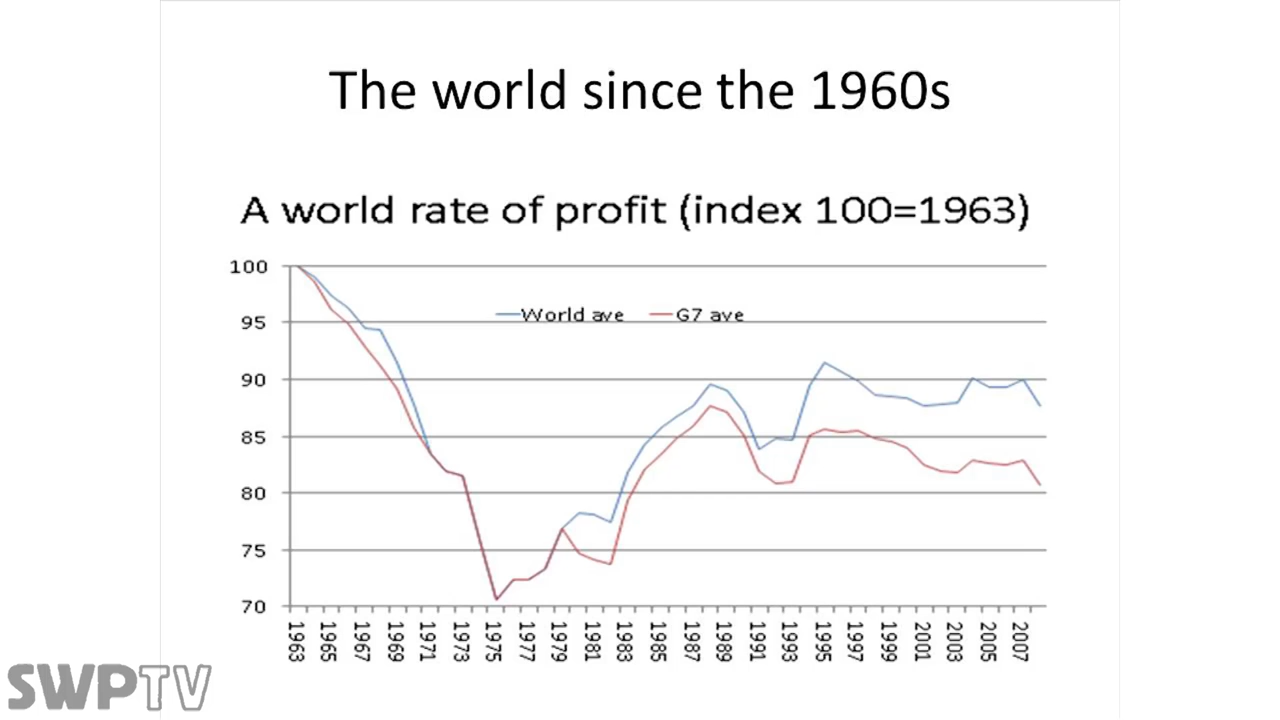 The world since the 1960s
A world rate of profit (index 100=1963)
World ave G7 ave
100
95
90
85
80
75
70
1963 1965 1967 1969 1971 1973 1975 1977 1979 1981 1983 1985 1987 1989 1991 1993 1995 1997 1999 2001 2003 2005 2007
SWPTV